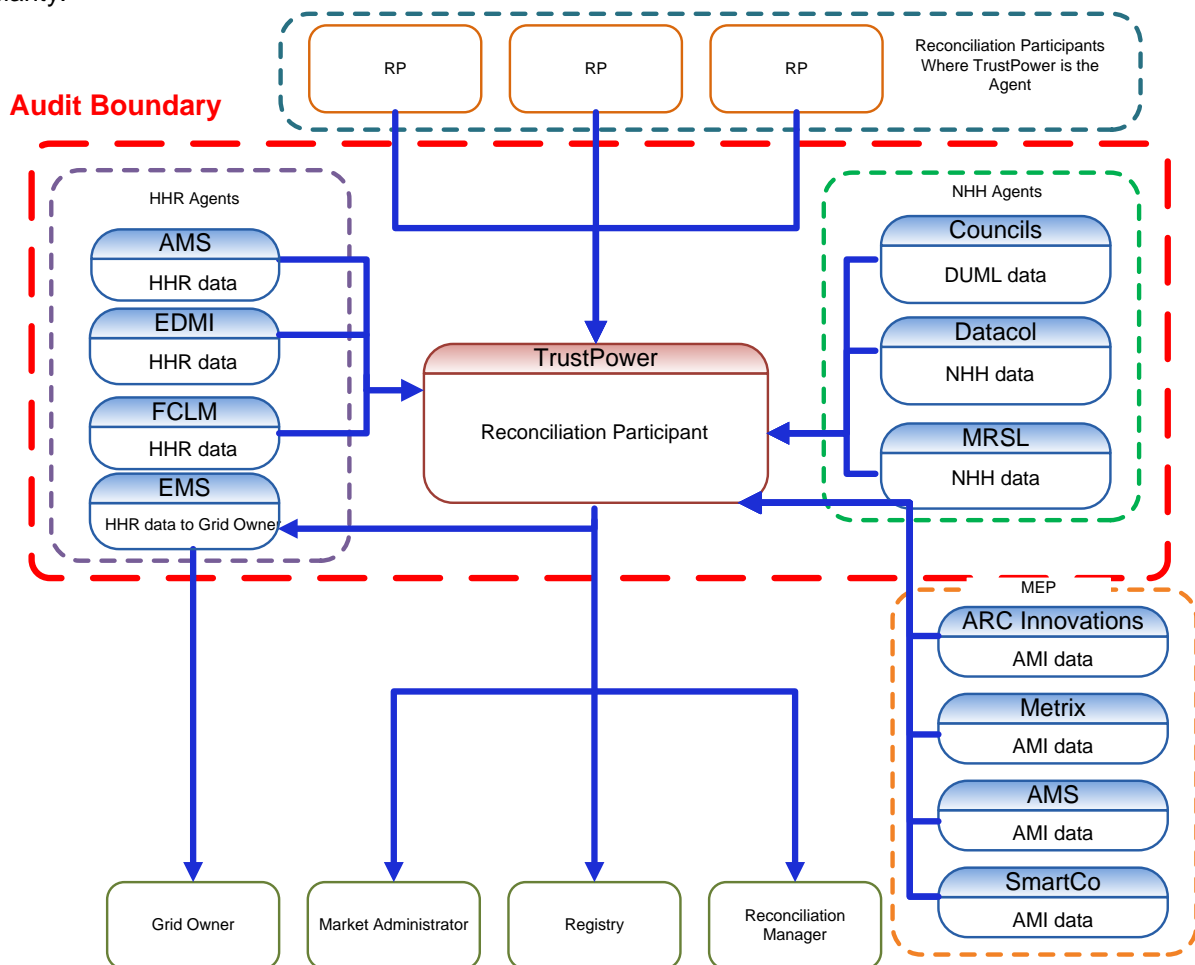 RP
RP
RP
Reconciliation Participants
Where TrustPower is the
Agent
Audit Boundary
HHR Agents
AMS
HHR data
EDMI
HHR data
FCLM
HHR data
EMS
HHR data to Grid Owner
TrustPower
Reconciliation Participant
NHH Agents
Councils
DUML data
Datacol
NHH data
MRSL
NHH data
MEP
ARC Innovations
AMI data
Metrix
AMI data
AMS
AMI data
SmartCo
AMI data
Grid Owner
Market Administrator
Registry
Reconciliation
Manager